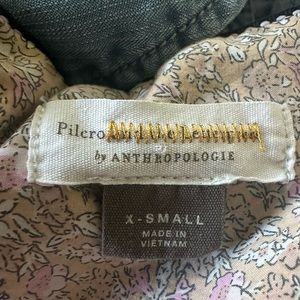 Pilcro
by ANTHROPOLOGIE
X-SMALL
MADE IN
VIETNAM